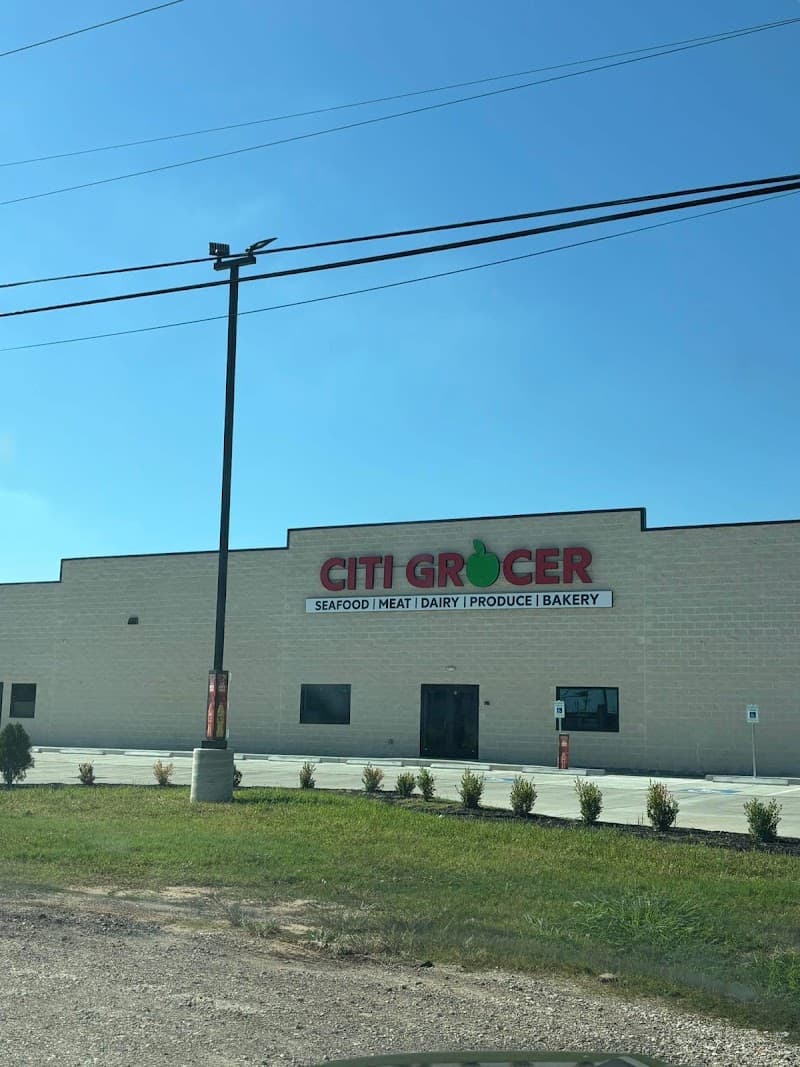 CITI GROCER
SEAFOOD | MEAT | DAIRY | PRODUCE | BAKERY